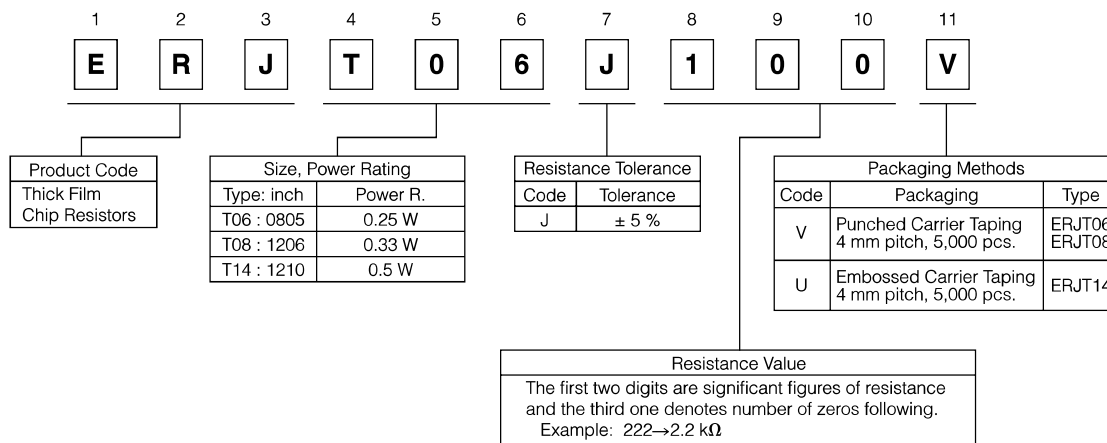 1 2 3 4 5 6 7 8 9 10 11
E R J T 0 6 J 1 0 0 V
Product Code
Thick Film
Chip Resistors
Size, Power Rating
Type: inch Power R.
T06 : 0805 0.25 W
T08 : 1206 0.33 W
T14 : 1210 0.5 W
Resistance Tolerance
Code Tolerance
J ± 5 %
Packaging Methods
Code Packaging Type
V Punched Carrier Taping
4 mm pitch, 5,000 pcs. ERJT06
ERJT08
U Embossed Carrier Taping
4 mm pitch, 5,000 pcs. ERJT14
Resistance Value
The first two digits are significant figures of resistance
and the third one denotes number of zeros following.
Example: 222→2.2 kΩ